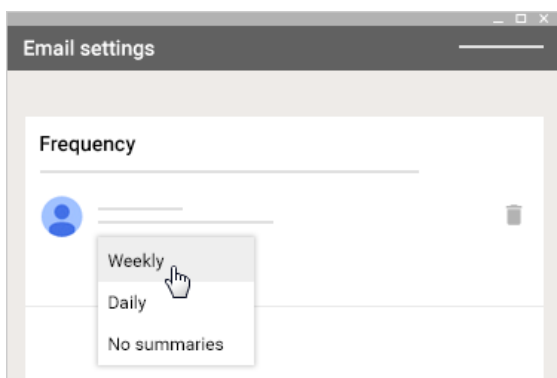 Email settings
Frequency
Weekly
Daily
No summaries